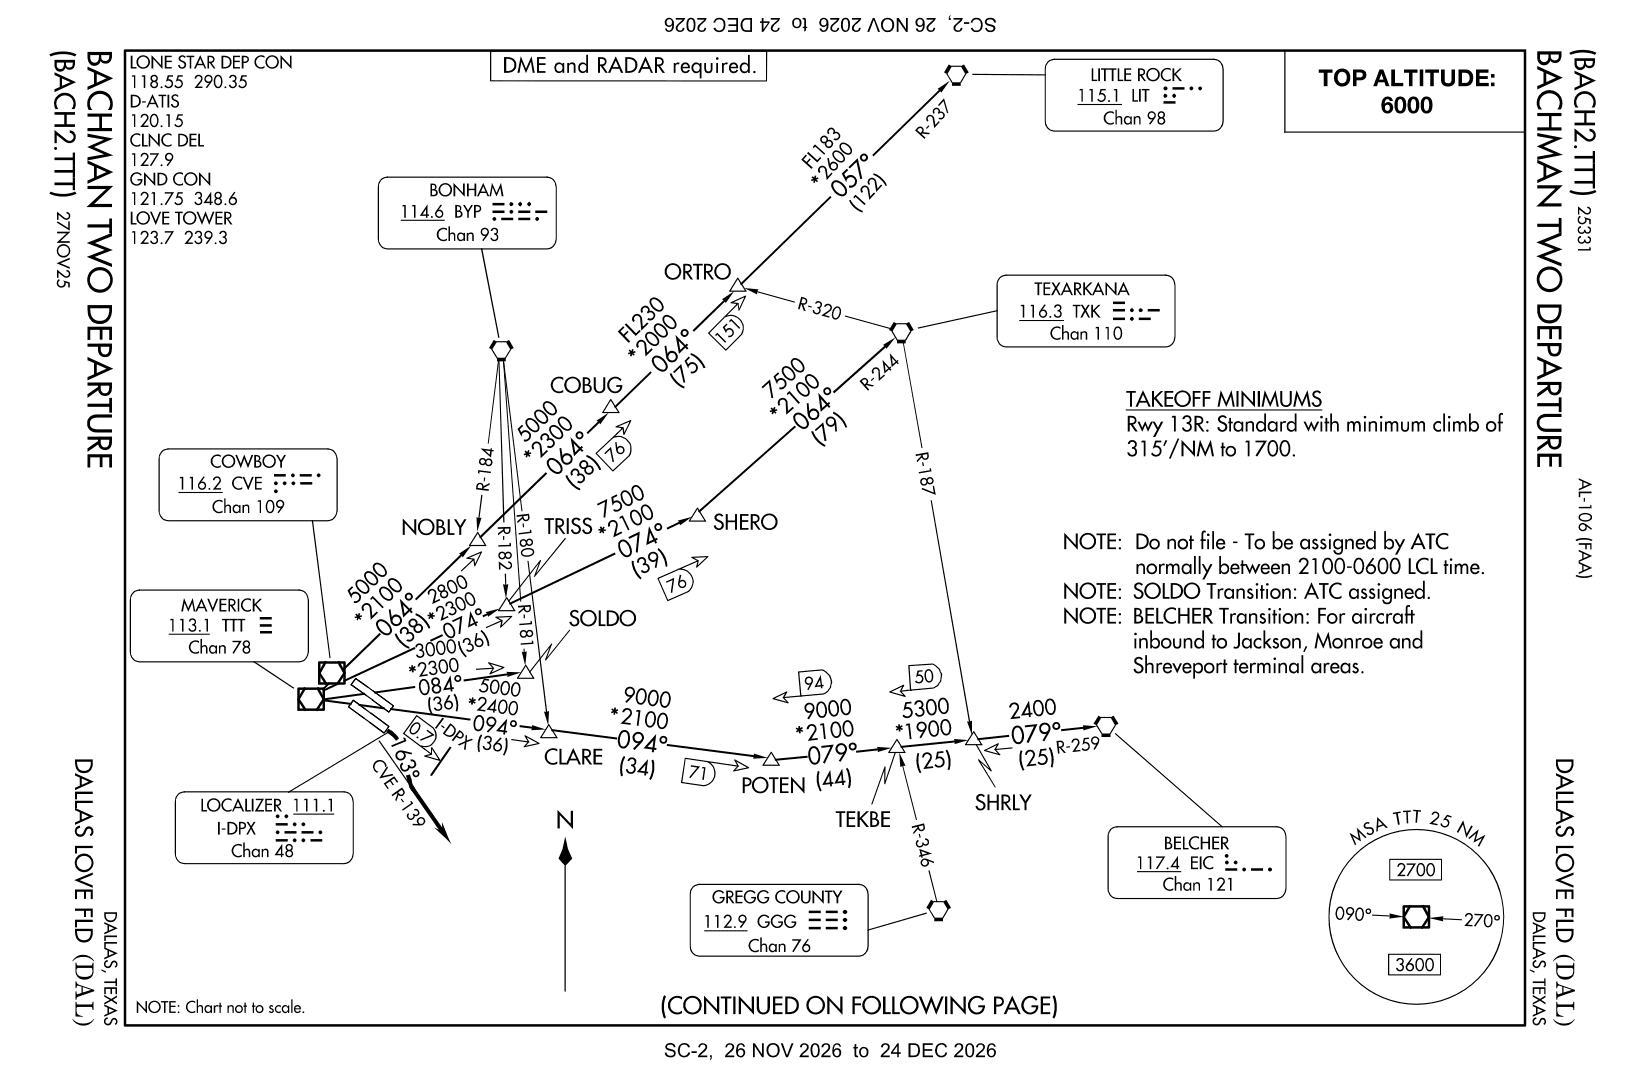 SC-2, 26 NOV 2026 to 24 DEC 2026
(BACH2.TTT) 27NOV25
BACHMAN TWO DEPARTURE
DALLAS LOVE FLD (DAL)
DALLAS, TEXAS
LONE STAR DEP CON
118.55 290.35
D-ATIS
120.15
CLNC DEL
127.9
GND CON
121.75 348.6
LOVE TOWER
123.7 239.3
DME and RADAR required.
TOP ALTITUDE:
6000
LITTLE ROCK
115.1 LIT
Chan 98
R-237
FL183
*2600
057°
(122)
BONHAM
114.6 BYP
Chan 93
ORTRO
R-320
TEXARKANA
116.3 TXK
Chan 110
FL230
*2000
064°
(75)
151
COBUG
R-244
7500
*2100
064°
(79)
5000
*2300
064°
(38)
76
TAKEOFF MINIMUMS
Rwy 13R: Standard with minimum climb of
315’/NM to 1700.
COWBOY
116.2 CVE
Chan 109
R-184
R-182
R-180
R-181
R-187
NOBLY
TRISS
7500
*2100
074°
(39)
76
SHERO
NOTE: Do not file - To be assigned by ATC
normally between 2100-0600 LCL time.
NOTE: SOLDO Transition: ATC assigned.
NOTE: BELCHER Transition: For aircraft
inbound to Jackson, Monroe and
Shreveport terminal areas.
5000
*2100
064°
(38)
2800
*2300
074°
(36)
MAVERICK
113.1 TTT
Chan 78
SOLDO
3000
*2300
084°
(36)
5000
*2400
094°
(36)
CLARE
9000
*2100
094°
(34)
71
POTEN
94
9000
*2100
079°
(44)
TEKBE
50
5300
*1900
(25)
SHRLY
2400
079°
(25)
R-259
0.7
I-DPX
163°
CVE R-139
LOCALIZER 111.1
I-DPX
Chan 48
N
R-346
GREGG COUNTY
112.9 GGG
Chan 76
BELCHER
117.4 EIC
Chan 121
MSA TTT 25 NM
2700
090°
270°
3600
NOTE: Chart not to scale.
(CONTINUED ON FOLLOWING PAGE)
(BACH2.TTT) 25331
BACHMAN TWO DEPARTURE
AL-106 (FAA)
DALLAS LOVE FLD (DAL)
DALLAS, TEXAS
SC-2, 26 NOV 2026 to 24 DEC 2026